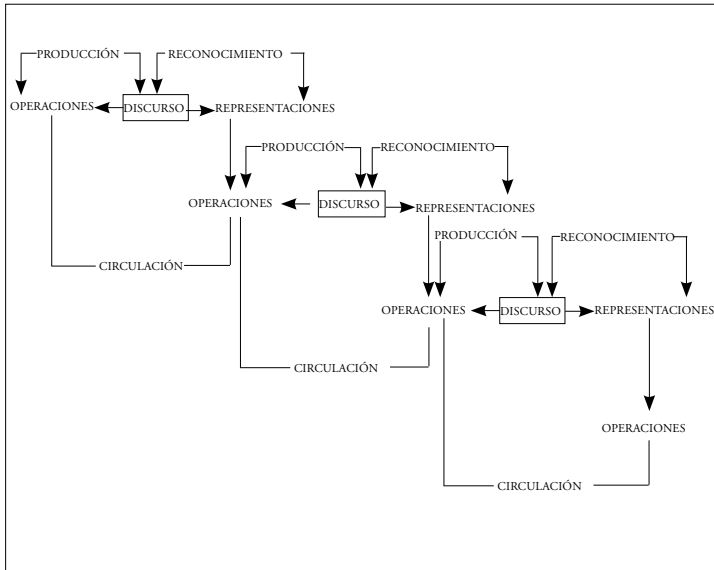 PRODUCCIÓN RECONOCIMIENTO
OPERACIONES DISCURSO REPRESENTACIONES
PRODUCCIÓN RECONOCIMIENTO
OPERACIONES DISCURSO REPRESENTACIONES
PRODUCCIÓN RECONOCIMIENTO
CIRCULACIÓN
OPERACIONES DISCURSO REPRESENTACIONES
CIRCULACIÓN
OPERACIONES
CIRCULACIÓN